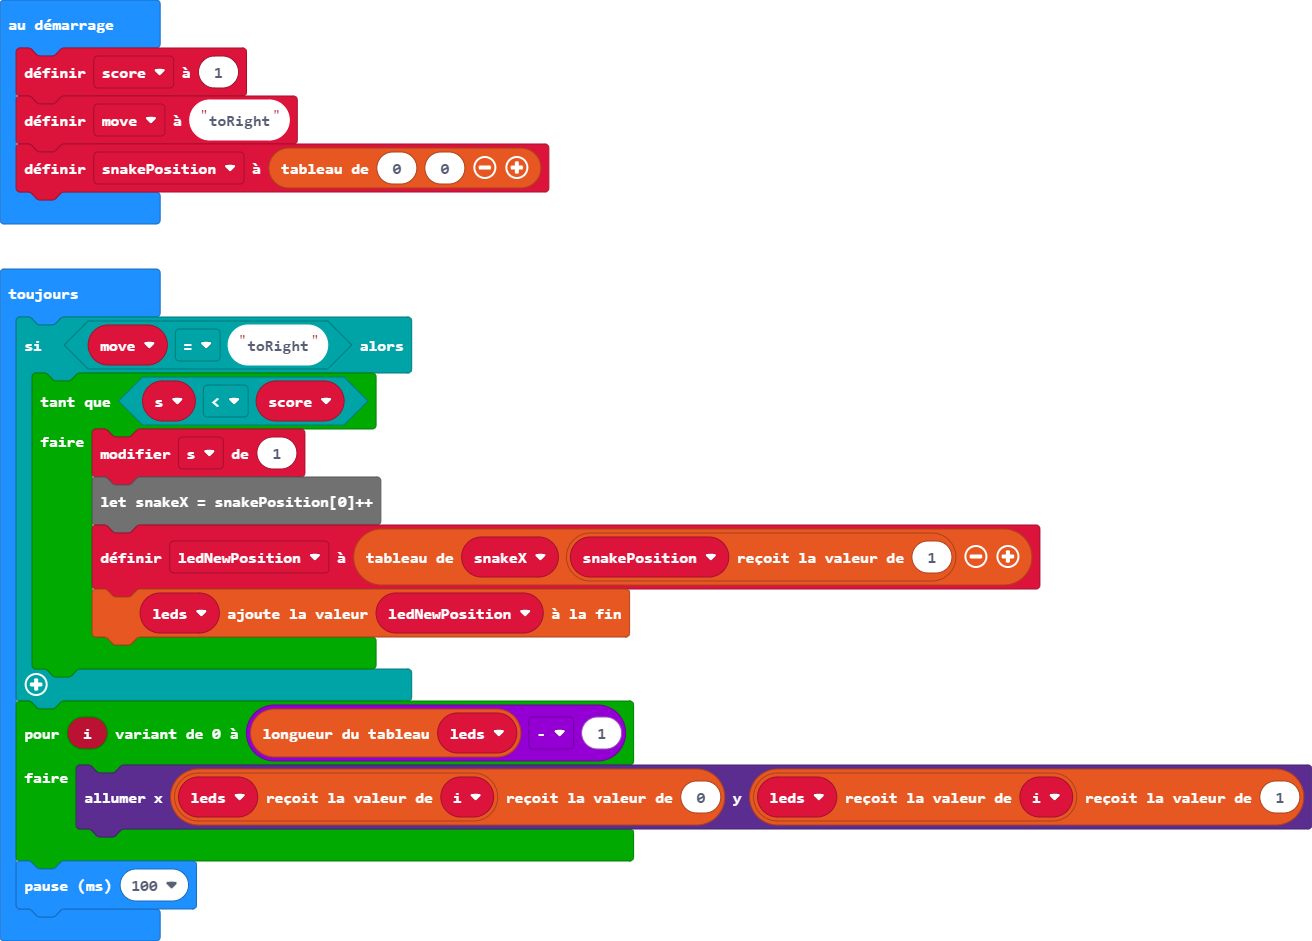 au démarrage
définir score à 1
définir move à "toRight"
définir snakePosition à tableau de 0 0
toujours
si move = "toRight" alors
tant que s < score
faire
modifier s de 1
let snakeX = snakePosition[0]++
définir ledNewPosition à tableau de snakeX snakePosition reçoit la valeur de 1
leds ajoute la valeur ledNewPosition à la fin
pour i variant de 0 à longueur du tableau leds - 1
faire
allumer x leds reçoit la valeur de i reçoit la valeur de 0 y leds reçoit la valeur de i reçoit la valeur de 1
pause (ms) 100